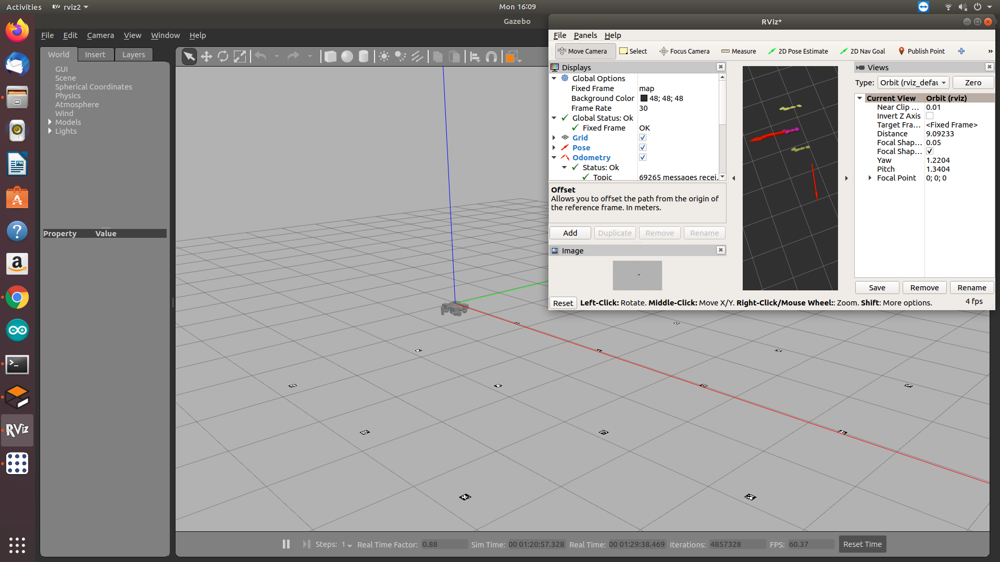 Activities
rviz2
Mon 16:09
Gazebo
File Edit Camera View Window Help
World Insert Layers
GUI
Scene
Spherical Coordinates
Physics
Atmosphere
Wind
Models
Lights
Property Value
Steps: 1 Real Time Factor: 0.88 Sim Time: 00 01:20:57.328 Real Time: 00 01:29:38.469 Iterations: 4857328 FPS: 60.37 Reset Time
RViz*
File Panels Help
Move Camera Select Focus Camera Measure 2D Pose Estimate 2D Nav Goal Publish Point »
Displays
Global Options
Fixed Frame map
Background Color 48; 48; 48
Frame Rate 30
Global Status: Ok
Fixed Frame OK
Grid
Pose
Odometry
Status: Ok
Topic 69265 messages recei.
Offset
Allows you to offset the path from the origin of
the reference frame. In meters.
Add Duplicate Remove Rename
Image
Views
Type: Orbit (rviz_defau Zero
Current View Orbit (rviz)
Near Clip ... 0.01
Invert Z Axis
Target Fra... <Fixed Frame>
Distance 9.09233
Focal Shap... 0.05
Focal Shap...
Yaw 1.2204
Pitch 1.3404
Focal Point 0; 0; 0
Save Remove Rename
Reset Left-Click: Rotate. Middle-Click: Move X/Y. Right-Click/Mouse Wheel:: Zoom. Shift: More options. 4 fps
RViz